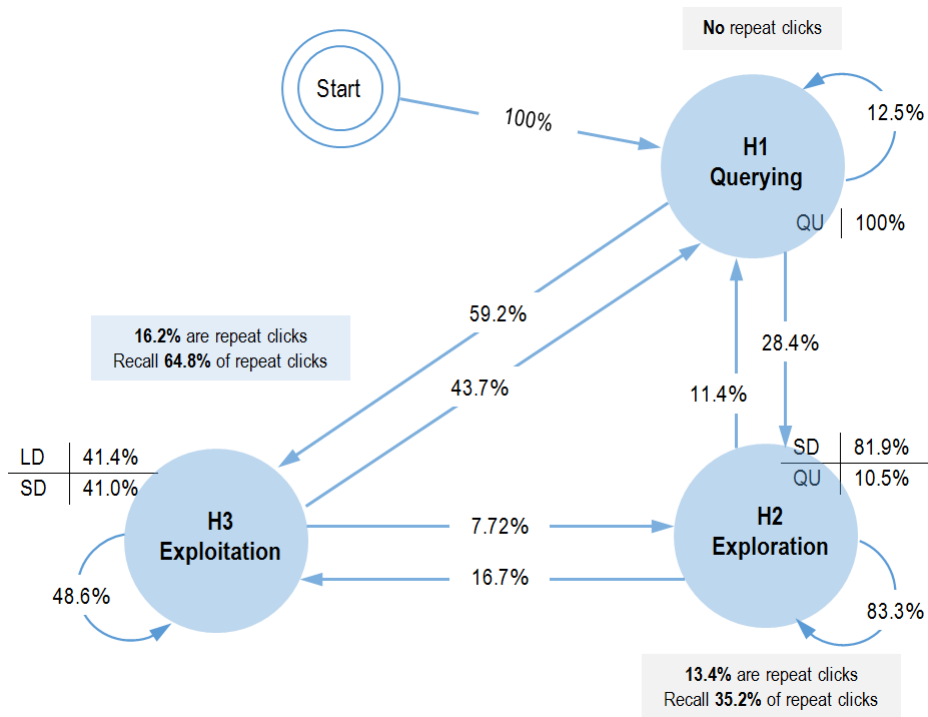 No repeat clicks
Start
100%
12.5%
H1
Querying
QU 100%
59.2%
16.2% are repeat clicks
Recall 64.8% of repeat clicks
28.4%
43.7%
11.4%
LD 41.4%
SD 41.0%
SD 81.9%
QU 10.5%
H3
Exploitation
7.72%
H2
Exploration
16.7%
48.6%
83.3%
13.4% are repeat clicks
Recall 35.2% of repeat clicks